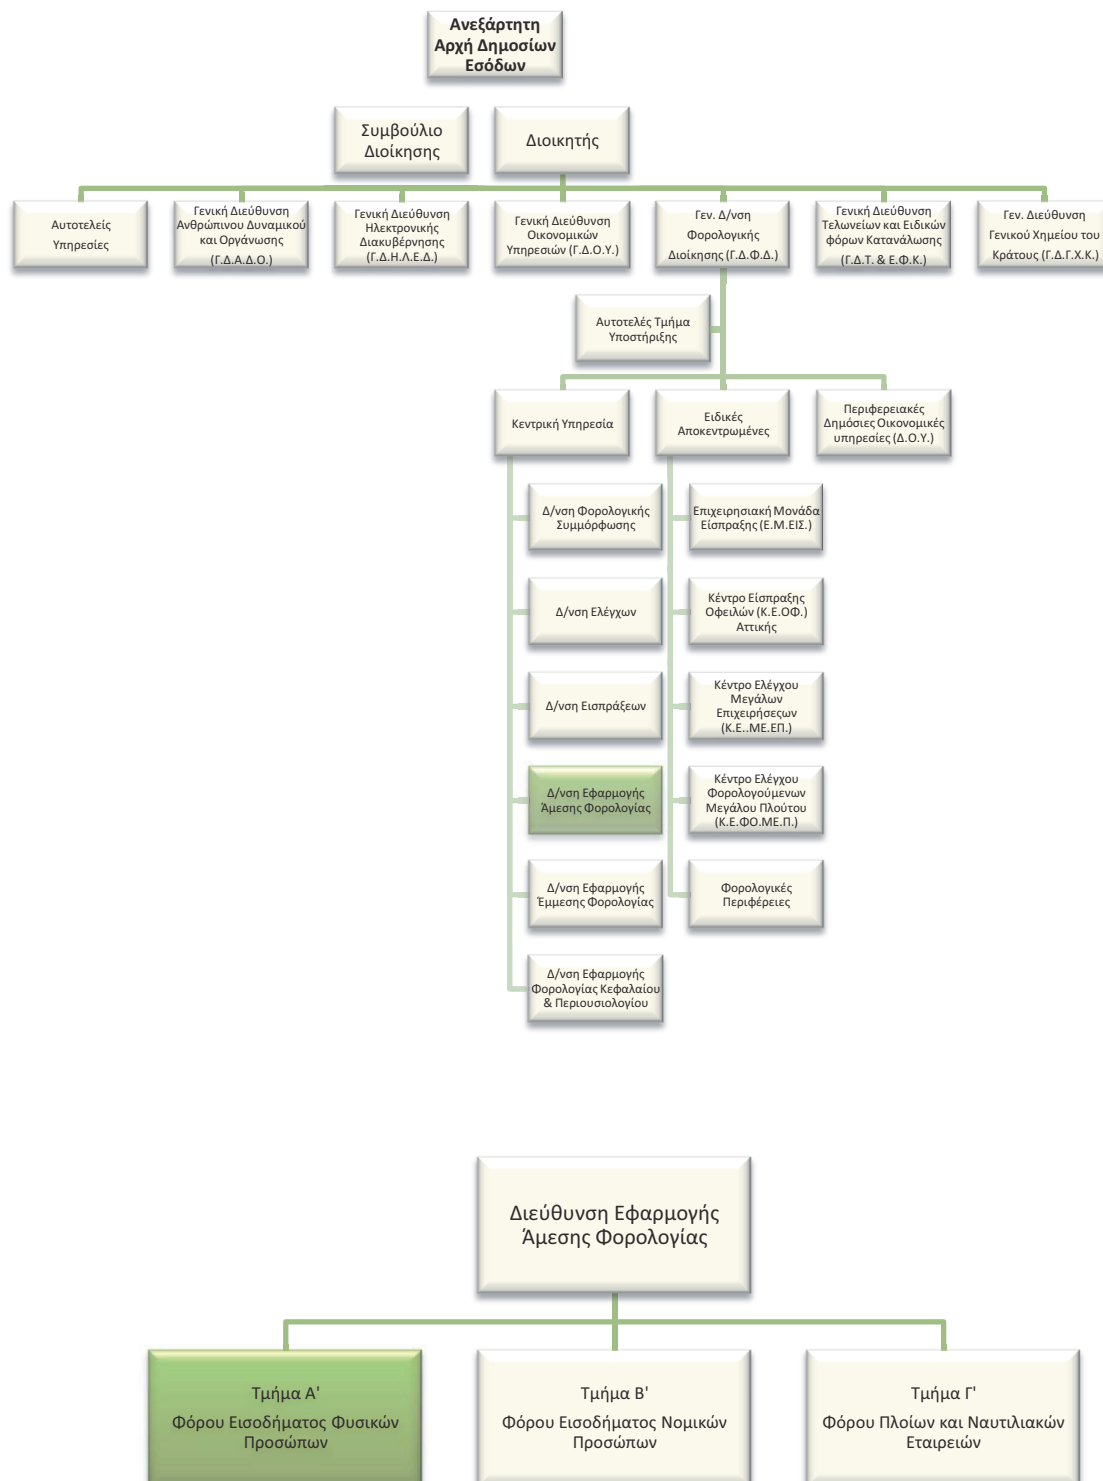 Ανεξάρτητη
Αρχή Δημοσίων
Εσόδων
Συμβούλιο
Διοίκησης
Διοικητής
Αυτοτελείς
Υπηρεσίες
Γενική Διεύθυνση
Ανθρώπινου Δυναμικού
και Οργάνωσης
(Γ.Δ.Α.Δ.Ο.)
Γενική Διεύθυνση
Ηλεκτρονικής
Διακυβέρνησης
(Γ.Δ.Η.Λ.Ε.Δ.)
Γενική Διεύθυνση
Οικονομικών
Υπηρεσιών (Γ.Δ.Ο.Υ.)
Γεν. Δ/νση
Φορολογικής
Διοίκησης (Γ.Δ.Φ.Δ.)
Γενική Διεύθυνση
Τελωνείων και Ειδικών
φόρων Κατανάλωσης
(Γ.Δ.Τ. & Ε.Φ.Κ.)
Γεν. Διεύθυνση
Γενικού Χημείου του
Κράτους (Γ.Δ.Γ.Χ.Κ.)
Αυτοτελές Τμήμα
Υποστήριξης
Κεντρική Υπηρεσία
Ειδικές
Αποκεντρωμένες
Περιφερειακές
Δημόσιες Οικονομικές
υπηρεσίες (Δ.Ο.Υ.)
Δ/νση Φορολογικής
Συμμόρφωσης
Επιχειρησιακή Μονάδα
Είσπραξης (Ε.Μ.ΕΙΣ.)
Δ/νση Ελέγχων
Κέντρο Είσπραξης
Οφειλών (Κ.Ε.ΟΦ.)
Αττικής
Δ/νση Εισπράξεων
Κέντρο Ελέγχου
Μεγάλων
Επιχειρήσεςων
(Κ.Ε..ΜΕ.ΕΠ.)
Δ/νση Εφαρμογής
Άμεσης Φορολογίας
Κέντρο Ελέγχου
Φορολογούμενων
Μεγάλου Πλούτου
(Κ.Ε.ΦΟ.ΜΕ.Π.)
Δ/νση Εφαρμογής
Έμμεσης Φορολογίας
Φορολογικές
Περιφέρειες
Δ/νση Εφαρμογής
Φορολογίας Κεφαλαίου
& Περιουσιολογίου
Διεύθυνση Εφαρμογής
Άμεσης Φορολογίας
Τμήμα Α'
Φόρου Εισοδήματος Φυσικών
Προσώπων
Τμήμα Β'
Φόρου Εισοδήματος Νομικών
Προσώπων
Τμήμα Γ'
Φόρου Πλοίων και Ναυτιλιακών
Εταιρειών